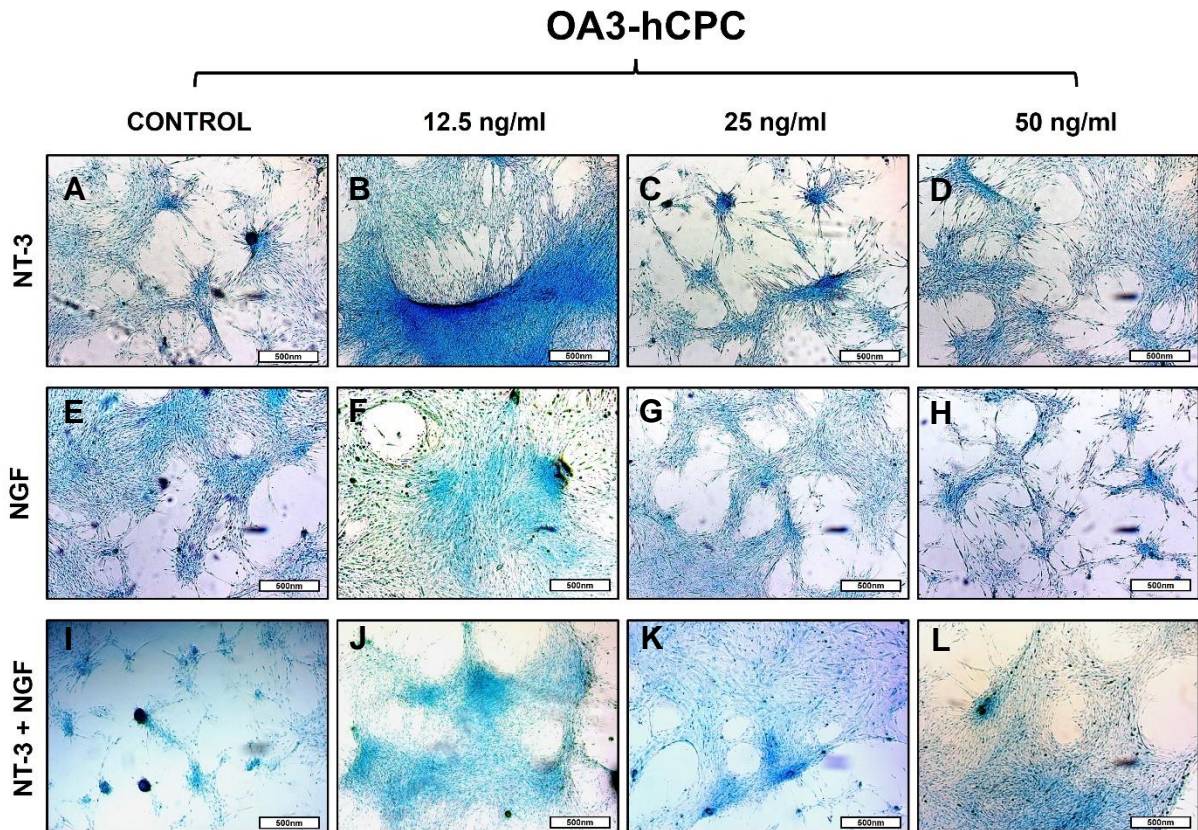 OA3-hCPC
CONTROL 12.5 ng/ml 25 ng/ml 50 ng/ml
NT-3
A B C D
500nm 500nm 500nm 500nm
NGF
E F G H
500nm 500nm 500nm 500nm
NT-3 + NGF
I J K L
500nm 500nm 500nm 500nm